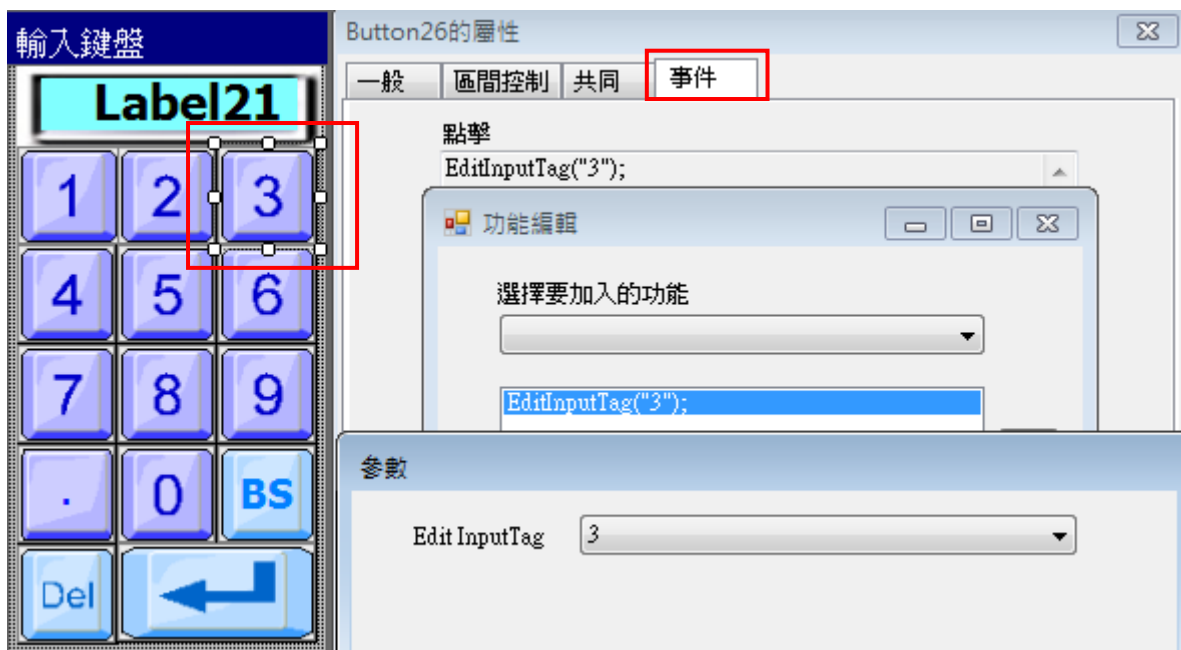 輸入鍵盤
Label21
1 2 3
4 5 6
7 8 9
. 0 BS
Del
Button26的屬性
一般 區間控制 共同 事件
點擊
EditInputTag("3");
功能編輯
選擇要加入的功能
EditInputTag("3");
參數
Edit InputTag 3